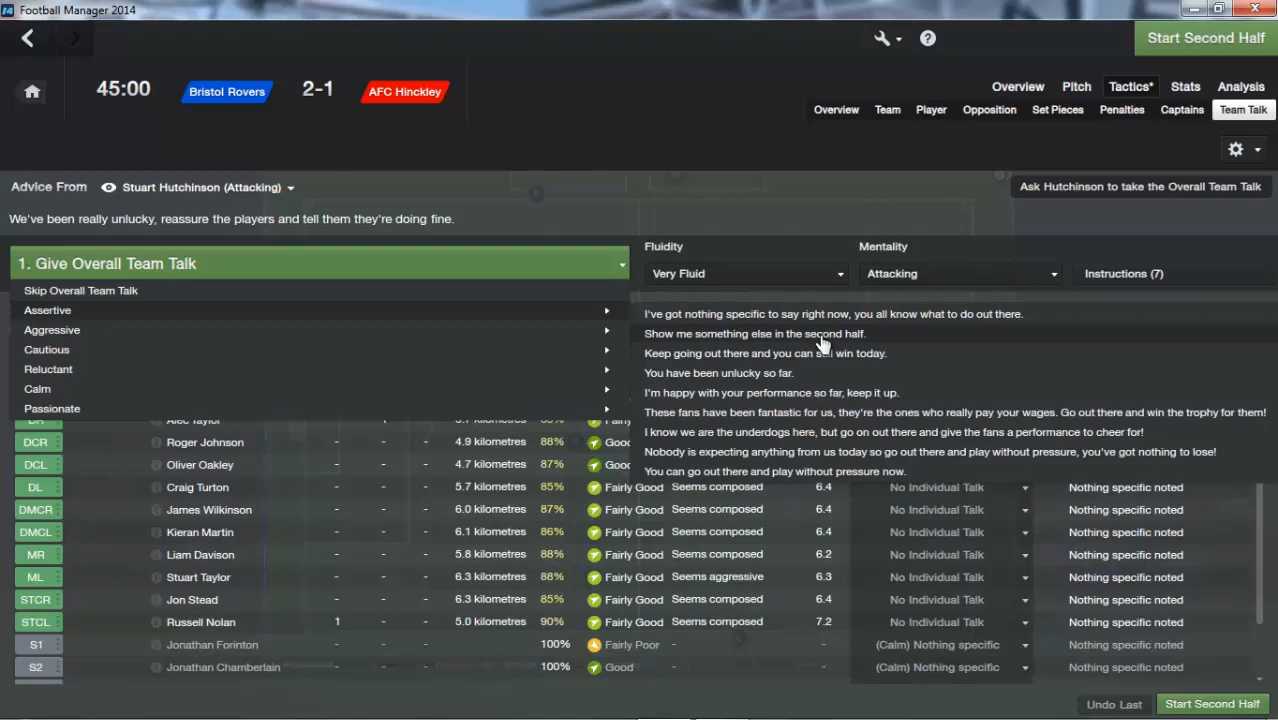 14 Football Manager 2014
Start Second Half
45:00 Bristol Rovers 2-1 AFC Hinckley
Overview Pitch Tactics* Stats Analysis
Overview Team Player Opposition Set Pieces Penalties Captains Team Talk
Advice From Stuart Hutchinson (Attacking) Ask Hutchinson to take the Overall Team Talk
We've been really unlucky, reassure the players and tell them they're doing fine.
Fluidity Mentality
1. Give Overall Team Talk Very Fluid Attacking Instructions (7)
Skip Overall Team Talk
Assertive
Aggressive
Cautious
Reluctant
Calm
Passionate
I've got nothing specific to say right now, you all know what to do out there.
Show me something else in the second half.
Keep going out there and you can still win today.
You have been unlucky so far.
I'm happy with your performance so far, keep it up.
These fans have been fantastic for us, they're the ones who really pay your wages. Go out there and win the trophy for them!
I know we are the underdogs here, but go on out there and give the fans a performance to cheer for!
Nobody is expecting anything from us today so go out there and play without pressure, you've got nothing to lose!
You can go out there and play without pressure now.
DCR Roger Johnson - - - 4.9 kilometres 88% Good
DCL Oliver Oakley - - - 4.7 kilometres 87% Good
DL Craig Turton - - - 5.7 kilometres 85% Fairly Good Seems composed 6.4 No Individual Talk Nothing specific noted
DMCR James Wilkinson - - - 6.0 kilometres 87% Fairly Good Seems composed 6.4 No Individual Talk Nothing specific noted
DMCL Kieran Martin - - - 6.1 kilometres 86% Fairly Good Seems composed 6.4 No Individual Talk Nothing specific noted
MR Liam Davison - - - 5.8 kilometres 88% Fairly Good Seems composed 6.2 No Individual Talk Nothing specific noted
ML Stuart Taylor - - - 6.3 kilometres 88% Fairly Good Seems aggressive 6.3 No Individual Talk Nothing specific noted
STCR Jon Stead - - - 6.3 kilometres 85% Fairly Good Seems composed 6.4 No Individual Talk Nothing specific noted
STCL Russell Nolan 1 - - 5.0 kilometres 90% Fairly Good Seems composed 7.2 No Individual Talk Nothing specific noted
S1 Jonathan Forinton - - - 100% Fairly Poor - - (Calm) Nothing specific Nothing specific noted
S2 Jonathan Chamberlain - - - 100% Good - - (Calm) Nothing specific Nothing specific noted
Undo Last Start Second Half